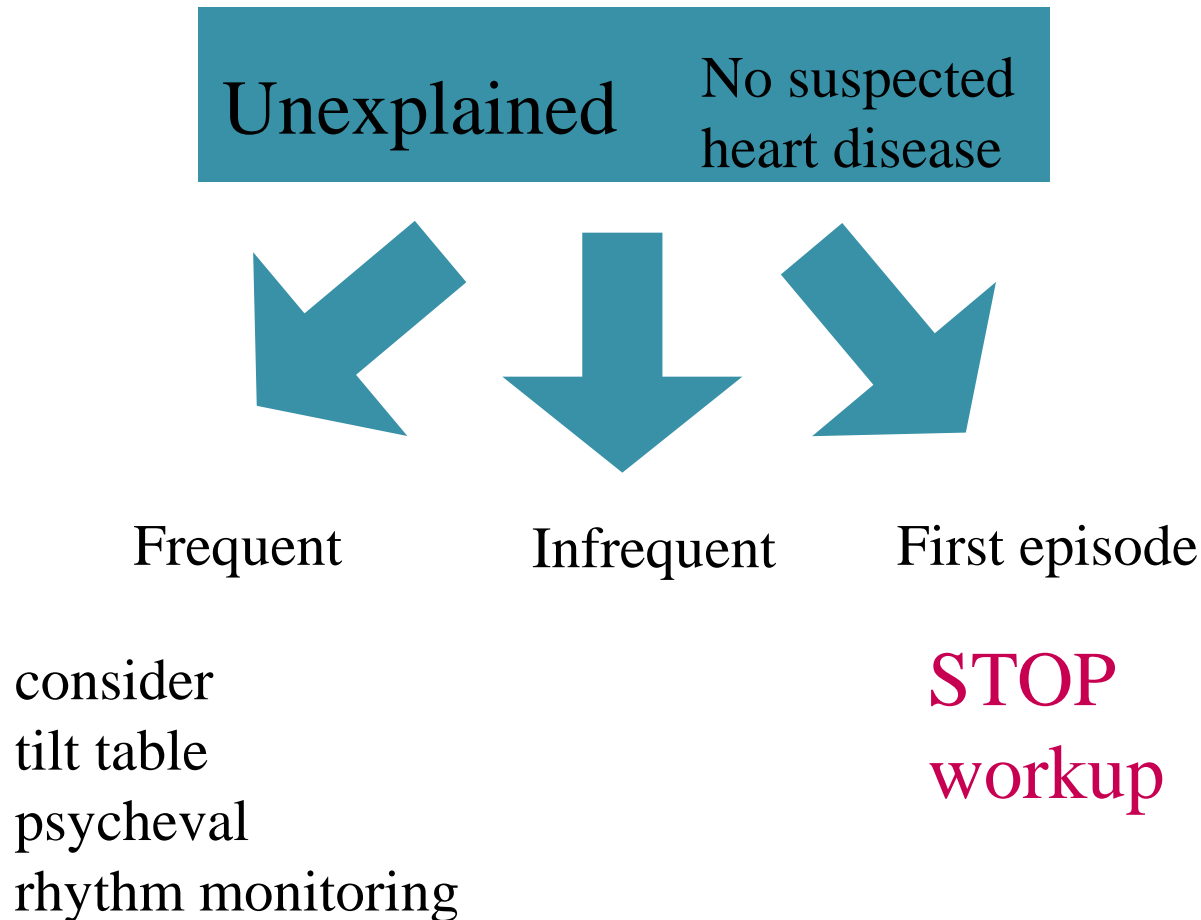 Unexplained
No suspected
heart disease
Frequent
Infrequent
First episode
consider
tilt table
psycheval
rhythm monitoring
STOP
workup